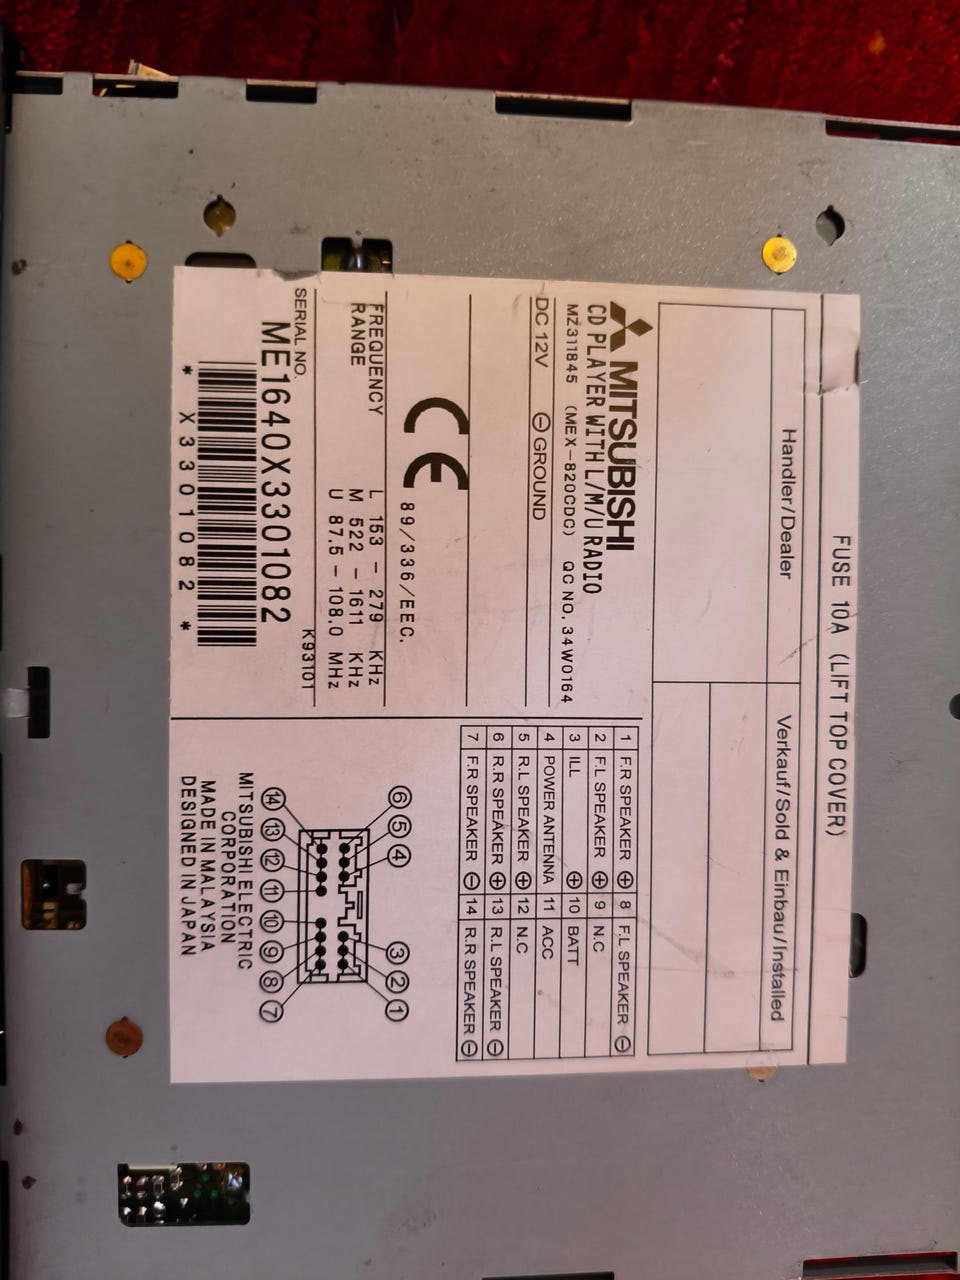 FUSE 10A (LIFT TOP COVER)
Handler/Dealer
Verkauf/Sold & Einbau/Installed
MITSUBISHI
CD PLAYER WITH L/M/U RADIO
MZ311845 (MEX-820CDC) QC NO. 34W0164
DC 12V ⊖ GROUND
CE 89/336/EEC.
FREQUENCY RANGE
L 153 - 279 KHz
M 522 - 1611 KHz
U 87.5 - 108.0 MHz
K93101
SERIAL NO.
ME1640X3301082
* X3301082 *
1 F.R SPEAKER ⊕ 8 F.L SPEAKER ⊖
2 F.L SPEAKER ⊕ 9 N.C
3 ILL ⊕ 10 BATT
4 POWER ANTENNA 11 ACC
5 R.L SPEAKER ⊕ 12 N.C
6 R.R SPEAKER ⊕ 13 R.L SPEAKER ⊖
7 F.R SPEAKER ⊖ 14 R.R SPEAKER ⊖
⑥ ⑤ ④ ③ ② ①
⑭ ⑬ ⑫ ⑪ ⑩ ⑨ ⑧ ⑦
MITSUBISHI ELECTRIC
CORPORATION
MADE IN MALAYSIA
DESIGNED IN JAPAN